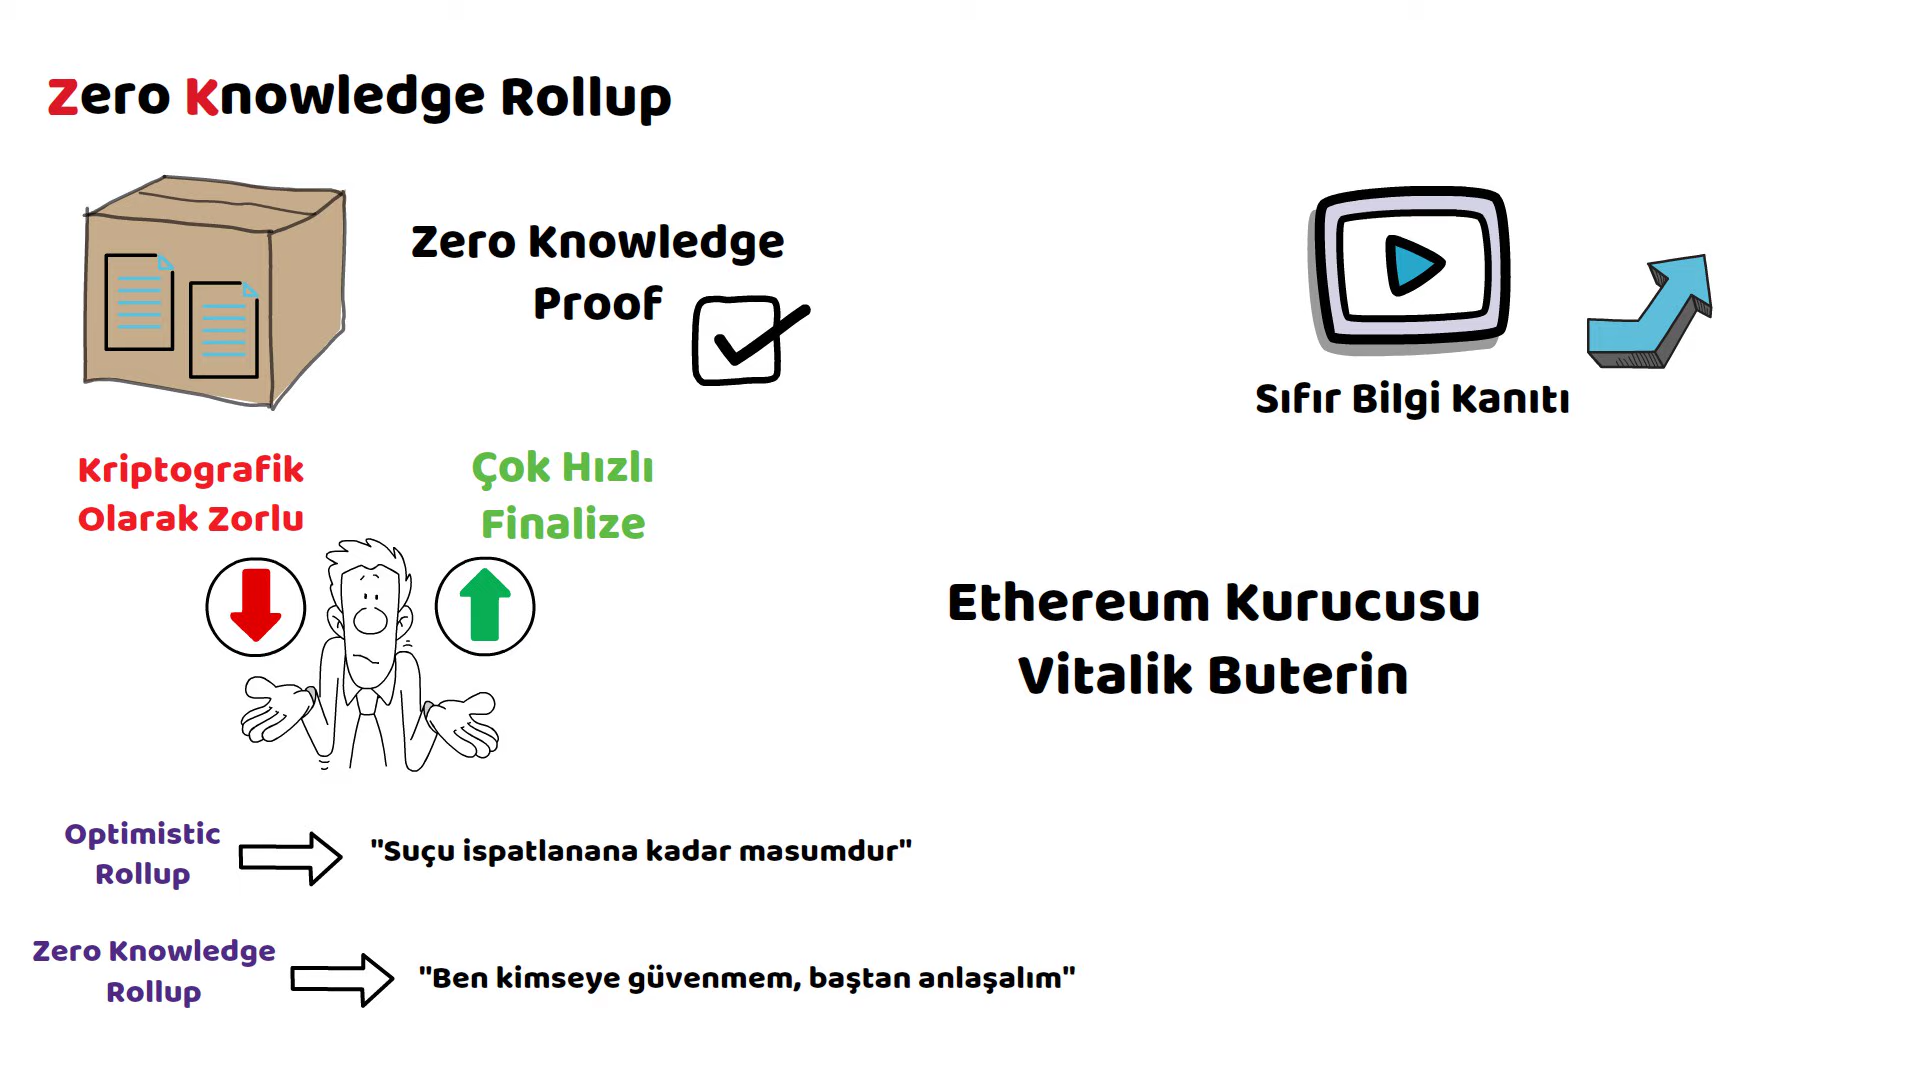 Zero Knowledge Rollup
Zero Knowledge
Proof
Sıfır Bilgi Kanıtı
Kriptografik
Olarak Zorlu
Çok Hızlı
Finalize
Ethereum Kurucusu
Vitalik Buterin
Optimistic
Rollup
"Suçu ispatlanana kadar masumdur"
Zero Knowledge
Rollup
"Ben kimseye güvenmem, baştan anlaşalım"